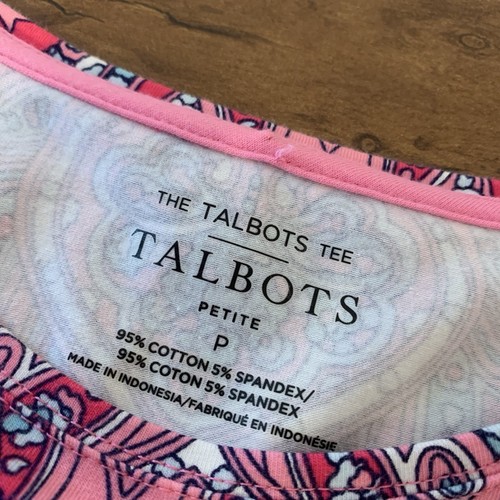 THE TALBOTS TEE
TALBOTS
PETITE
P
95% COTTON 5% SPANDEX/
95% COTON 5% SPANDEX
MADE IN INDONESIA/FABRIQUÉ EN INDONÉSIE